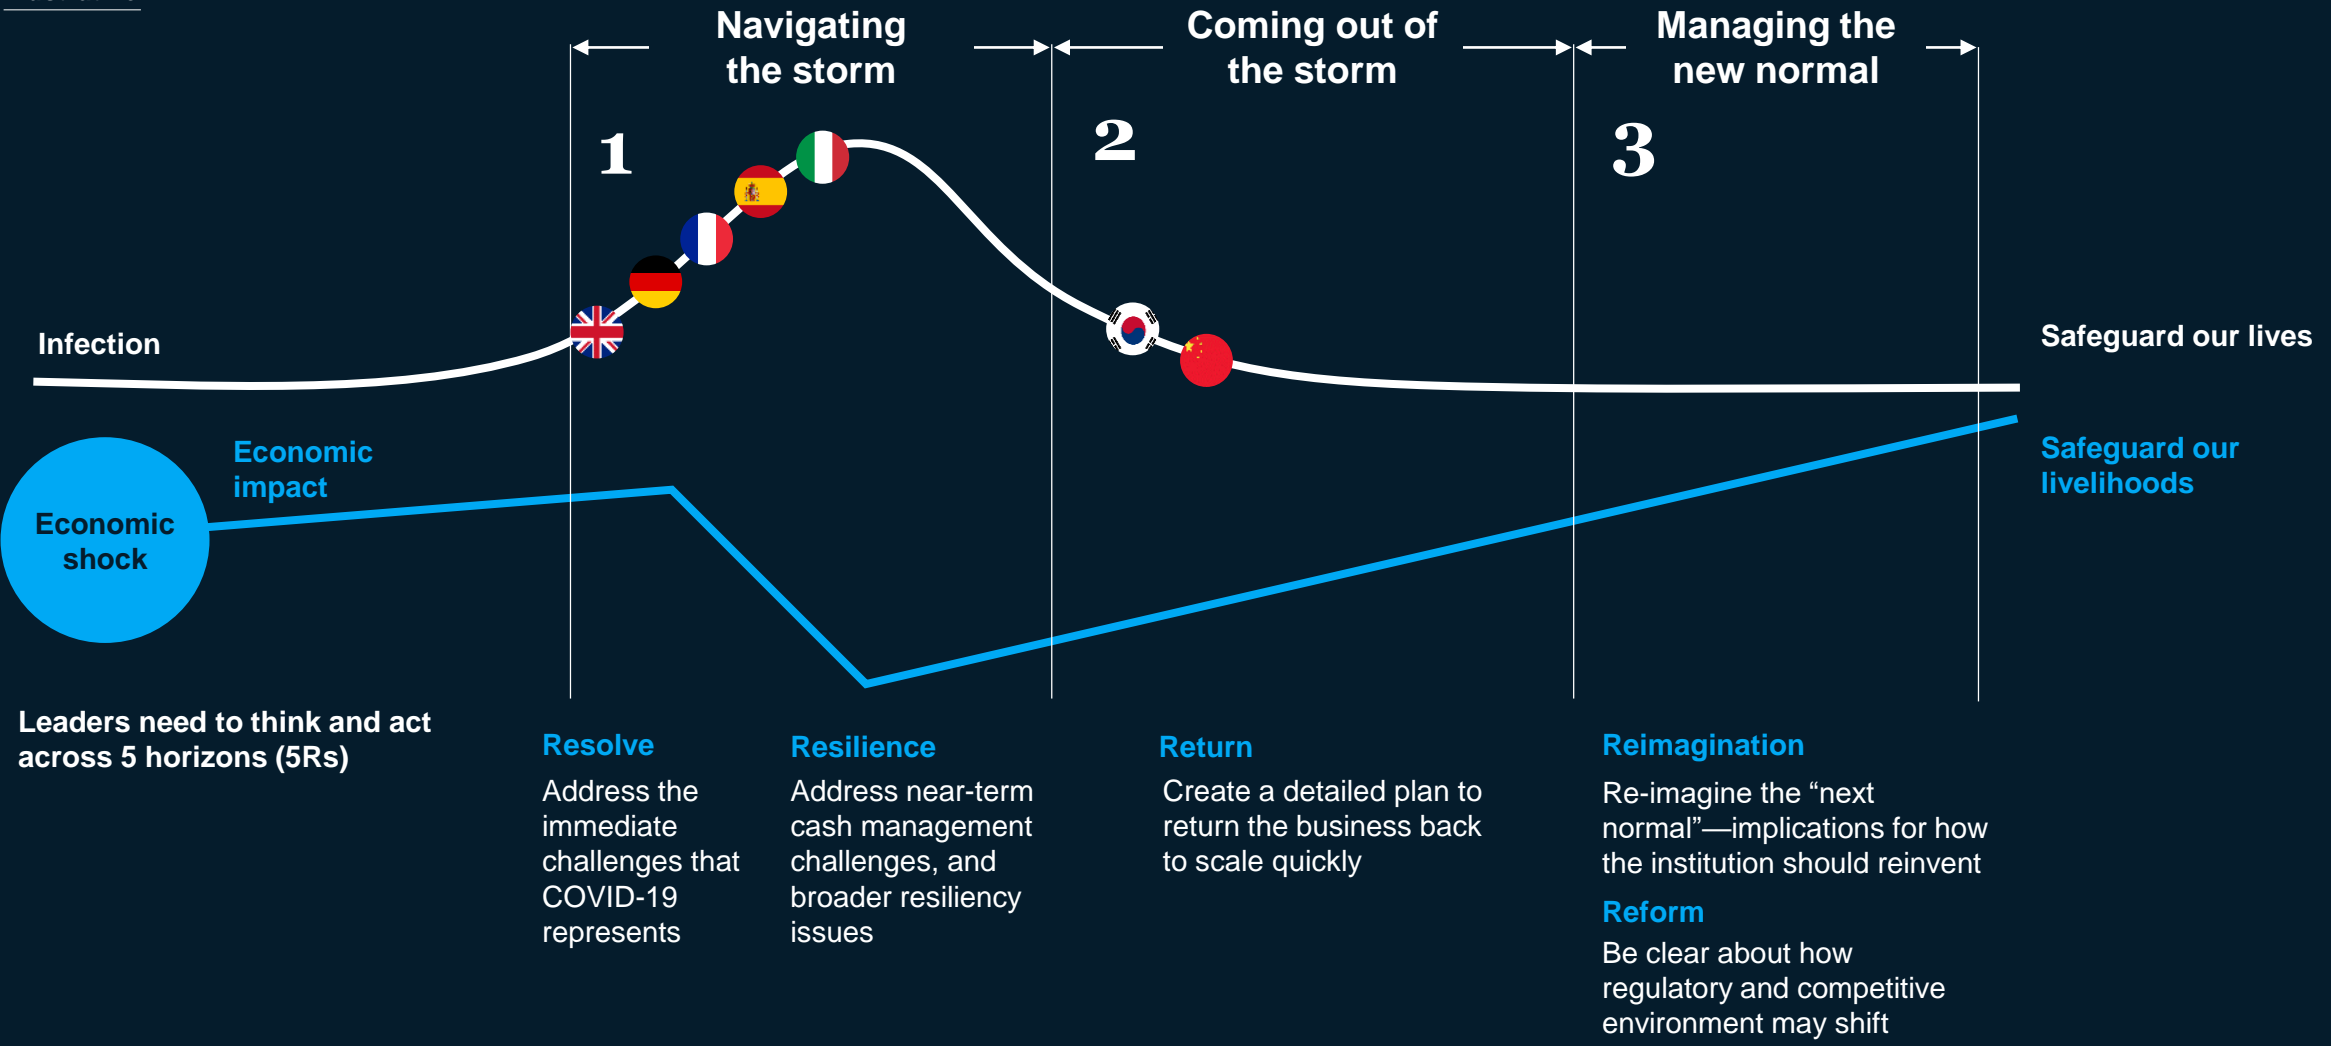 Navigating
the storm
Coming out of
the storm
Managing the
new normal
1
2
3
Infection
Safeguard our lives
Economic
impact
Safeguard our
livelihoods
Economic
shock
Leaders need to think and act
across 5 horizons (5Rs)
Resolve
Address the
immediate
challenges that
COVID-19
represents
Resilience
Address near-term
cash management
challenges, and
broader resiliency
issues
Return
Create a detailed plan to
return the business back
to scale quickly
Reimagination
Re-imagine the “next
normal”—implications for how
the institution should reinvent
Reform
Be clear about how
regulatory and competitive
environment may shift